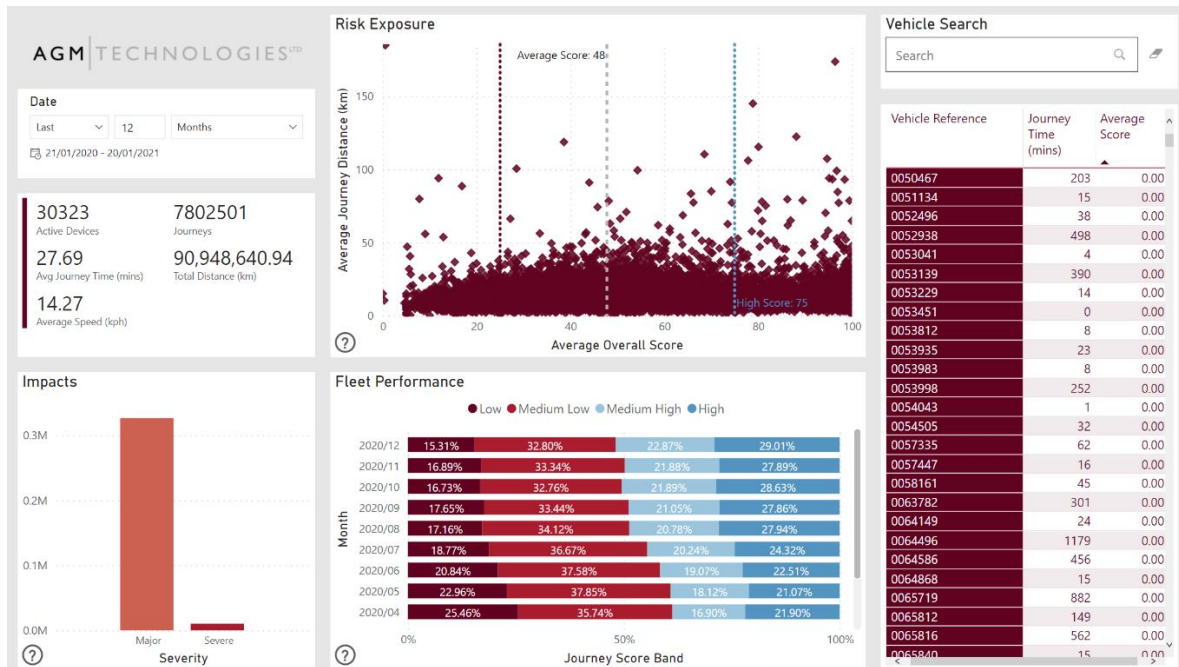 AGM|TECHNOLOGIES LTD
Date
Last 12 Months
21/01/2020 - 20/01/2021
30323 7802501
Active Devices Journeys
27.69 90,948,640.94
Avg Journey Time (mins) Total Distance (km)
14.27
Average Speed (kph)
Risk Exposure
Average Score: 48
150
100
50
0
High Score: 75
0 20 40 60 80 100
Average Journey Distance (km)
Average Overall Score
?
Vehicle Search
Search
Vehicle Reference Journey Time (mins) Average Score
0050467 203 0.00
0051134 15 0.00
0052496 38 0.00
0052938 498 0.00
0053041 4 0.00
0053139 390 0.00
0053229 14 0.00
0053451 0 0.00
0053812 8 0.00
0053935 23 0.00
0053983 8 0.00
0053998 252 0.00
0054043 1 0.00
0054505 32 0.00
0057335 62 0.00
0057447 16 0.00
0058161 45 0.00
0063782 301 0.00
0064149 24 0.00
0064496 1179 0.00
0064586 456 0.00
0064868 15 0.00
0065719 882 0.00
0065812 149 0.00
0065816 562 0.00
0065840 15 0.00
Impacts
0.3M
0.2M
0.1M
0.0M
Major Severe
Severity
?
Fleet Performance
Low Medium Low Medium High High
2020/12 15.31% 32.80% 22.87% 29.01%
2020/11 16.89% 33.34% 21.88% 27.89%
2020/10 16.73% 32.76% 21.89% 28.63%
2020/09 17.65% 33.44% 21.05% 27.86%
2020/08 17.16% 34.12% 20.78% 27.94%
2020/07 18.77% 36.67% 20.24% 24.32%
2020/06 20.84% 37.58% 19.07% 22.51%
2020/05 22.96% 37.85% 18.12% 21.07%
2020/04 25.46% 35.74% 16.90% 21.90%
Month
0% 50% 100%
Journey Score Band
?